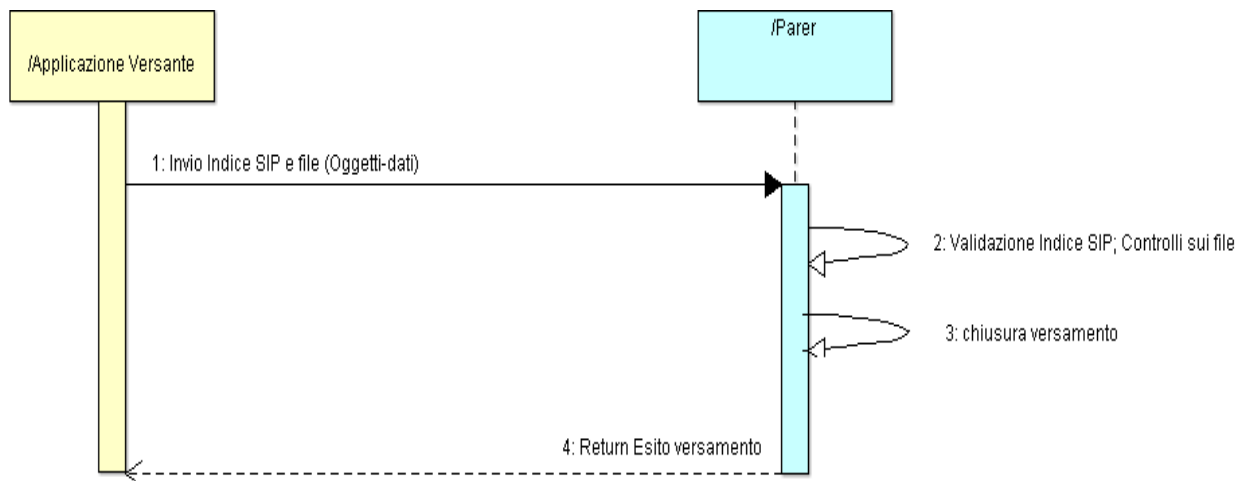 /Applicazione Versante
/Parer
1: Invio Indice SIP e file (Oggetti-dati)
2: Validazione Indice SIP; Controlli sui file
3: chiusura versamento
4: Return Esito versamento